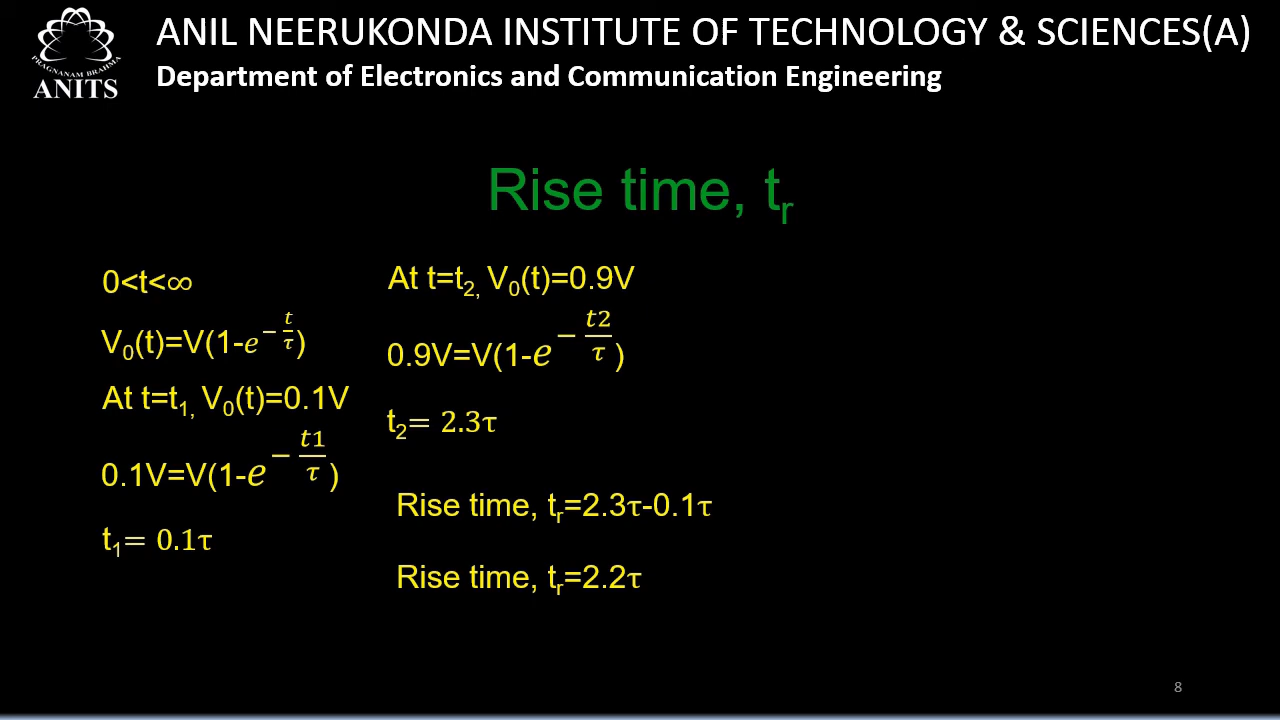 ANIL NEERUKONDA INSTITUTE OF TECHNOLOGY & SCIENCES(A)
Department of Electronics and Communication Engineering
PRAGNANAM BRAHMA
ANITS
Rise time, tᵣ
0<t<∞
V₀(t)=V(1-e^(-t/τ))
At t=t₁, V₀(t)=0.1V
0.1V=V(1-e^(-t1/τ))
t₁= 0.1τ
At t=t₂, V₀(t)=0.9V
0.9V=V(1-e^(-t2/τ))
t₂= 2.3τ
Rise time, tᵣ=2.3τ-0.1τ
Rise time, tᵣ=2.2τ
8